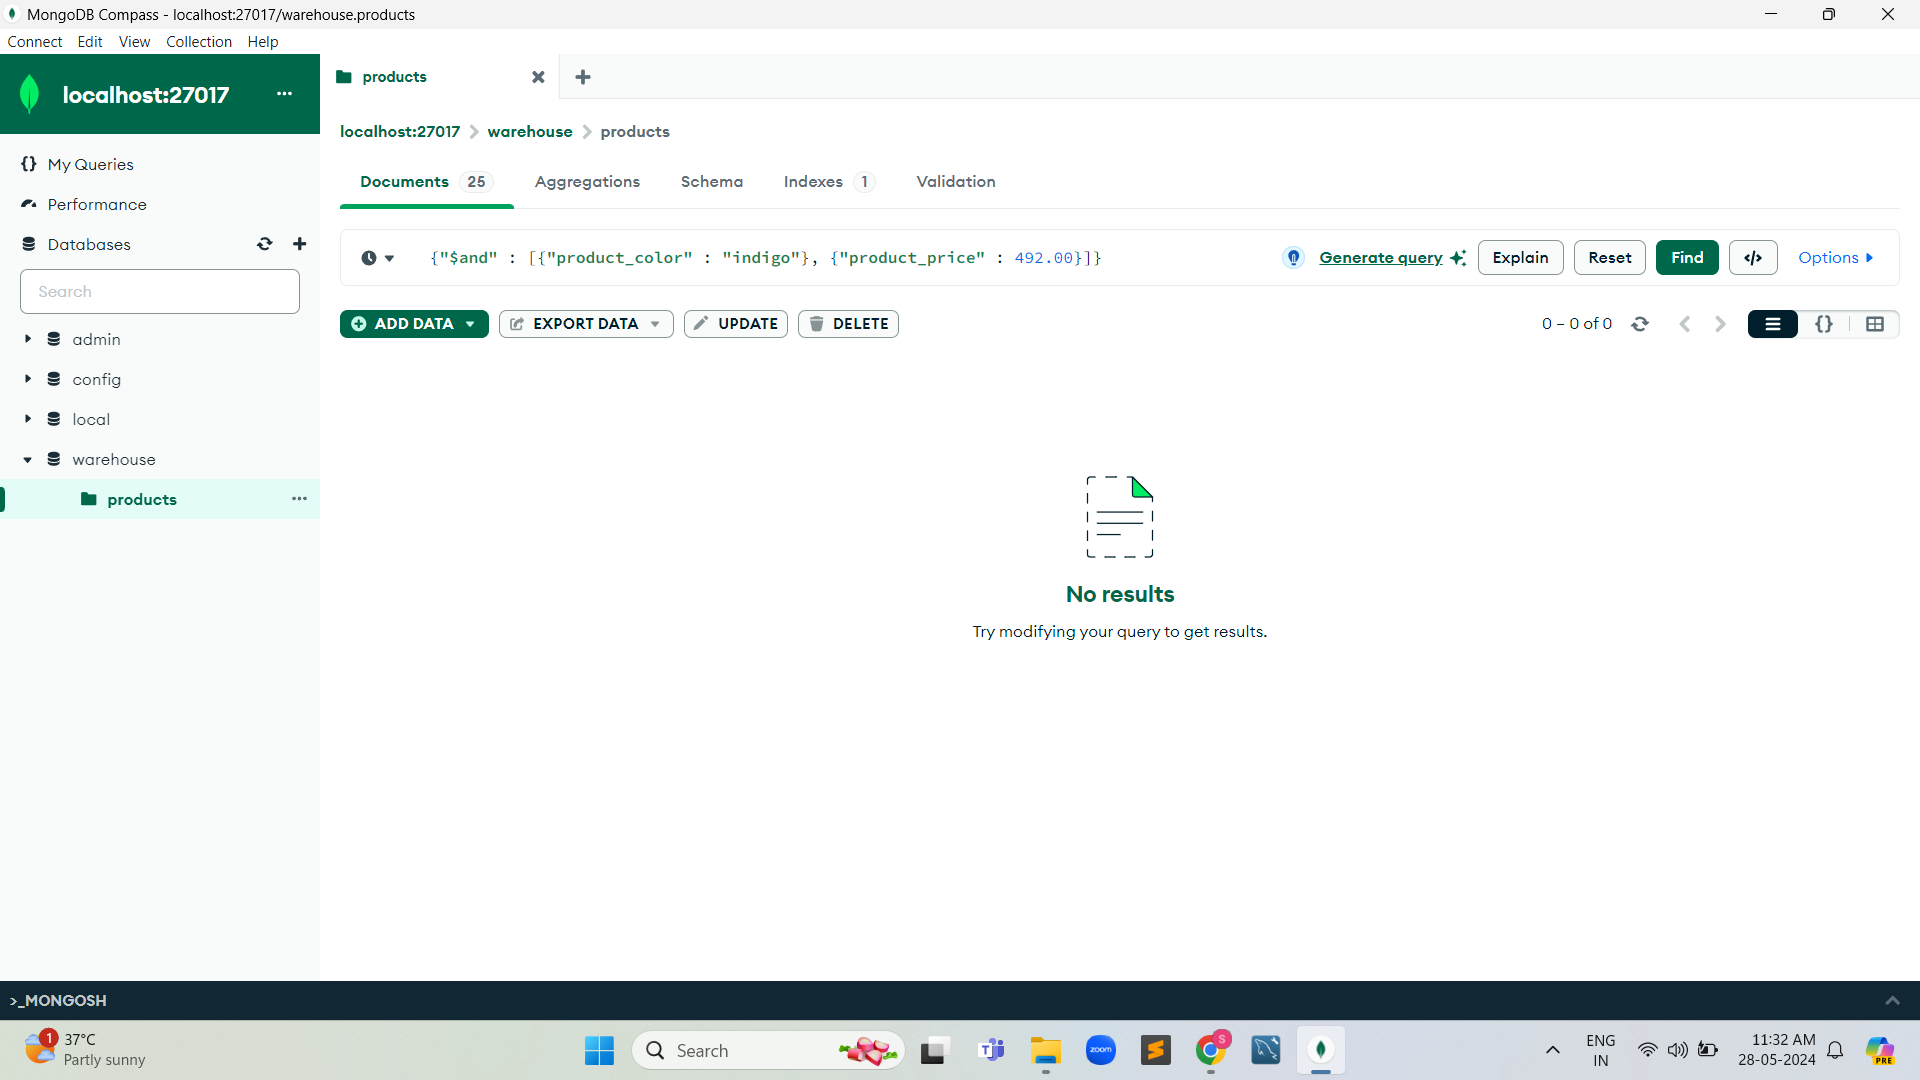 MongoDB Compass - localhost:27017/warehouse.products
Connect Edit View Collection Help
localhost:27017 ...
products
localhost:27017 > warehouse > products
{} My Queries
Performance
Databases
Search
admin
config
local
warehouse
products ...
Documents 25 Aggregations Schema Indexes 1 Validation
{"$and" : [{"product_color" : "indigo"}, {"product_price" : 492.00}]}
Generate query Explain Reset Find </> Options
ADD DATA EXPORT DATA UPDATE DELETE 0 – 0 of 0 {}
No results
Try modifying your query to get results.
>_MONGOSH
1 37°C
Partly sunny
Search
T
zoom
S
ENG
IN
11:32 AM
28-05-2024
PRE